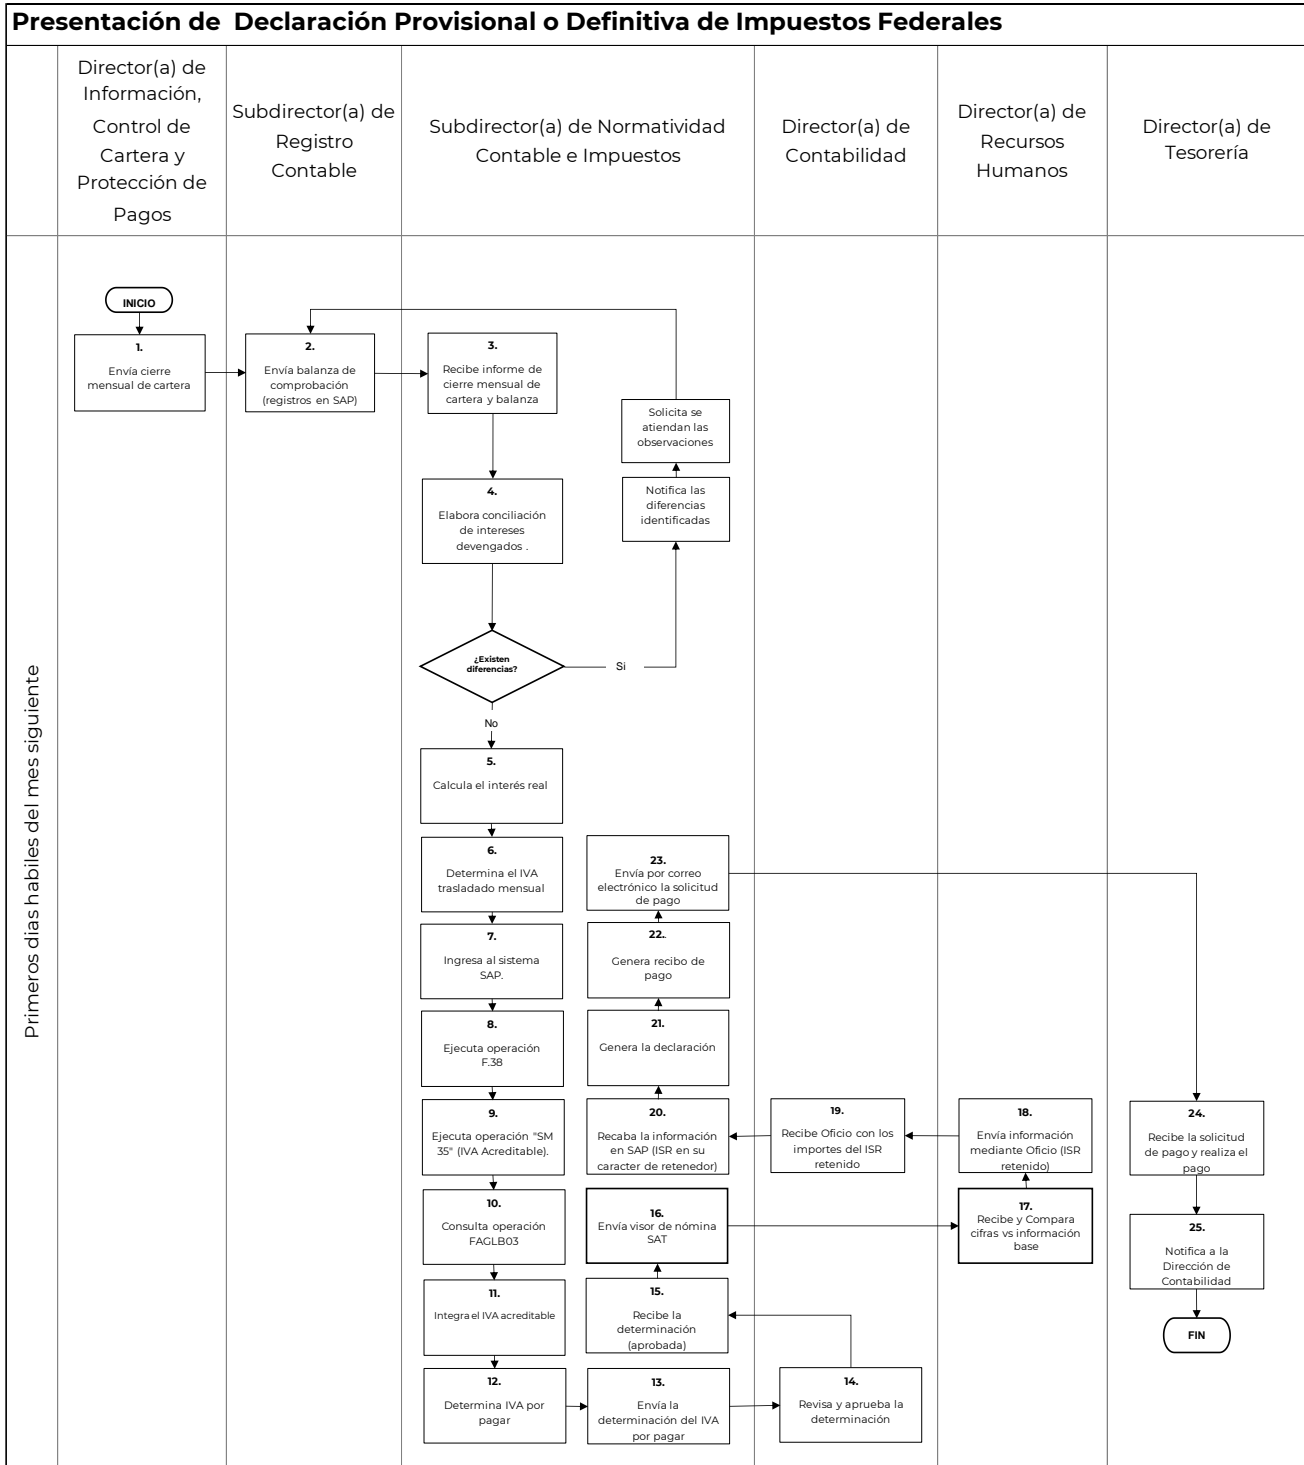 Presentación de  Declaración Provisional o Definitiva de Impuestos Federales
Director(a) de
Información,
Control de
Cartera y
Protección de
Pagos
Subdirector(a) de
Registro
Contable
Subdirector(a) de Normatividad
Contable e Impuestos
Director(a) de
Contabilidad
Director(a) de
Recursos
Humanos
Director(a) de
Tesorería
Primeros dias habiles del mes siguiente
INICIO
1.
Envía cierre
mensual de cartera
2.
Envía balanza de
comprobación
(registros en SAP)
3.
Recibe informe de
cierre mensual de
cartera y balanza
Solicita se
atiendan las
observaciones
Notifica las
diferencias
identificadas
4.
Elabora conciliación
de intereses
devengados .
¿Existen
diferencias?
Si
No
5.
Calcula el interés real
6.
Determina el IVA
trasladado mensual
7.
Ingresa al sistema
SAP.
8.
Ejecuta operación
F.38
9.
Ejecuta operación "SM
35" (IVA Acreditable).
10.
Consulta operación
FAGLB03
11.
Integra el IVA acreditable
12.
Determina IVA por
pagar
13.
Envía la
determinación del IVA
por pagar
14.
Revisa y aprueba la
determinación
15.
Recibe la
determinación
(aprobada)
16.
Envía visor de nómina
SAT
17.
Recibe y Compara
cifras vs información
base
18.
Envía información
mediante Oficio (ISR
retenido)
19.
Recibe Oficio con los
importes del ISR
retenido
20.
Recaba la información
en SAP (ISR en su
caracter de retenedor)
21.
Genera la declaración
22..
Genera recibo de
pago
23.
Envía por correo
electrónico la solicitud
de pago
24.
Recibe la solicitud
de pago y realiza el
pago
25.
Notifica a la
Dirección de
Contabilidad
FIN